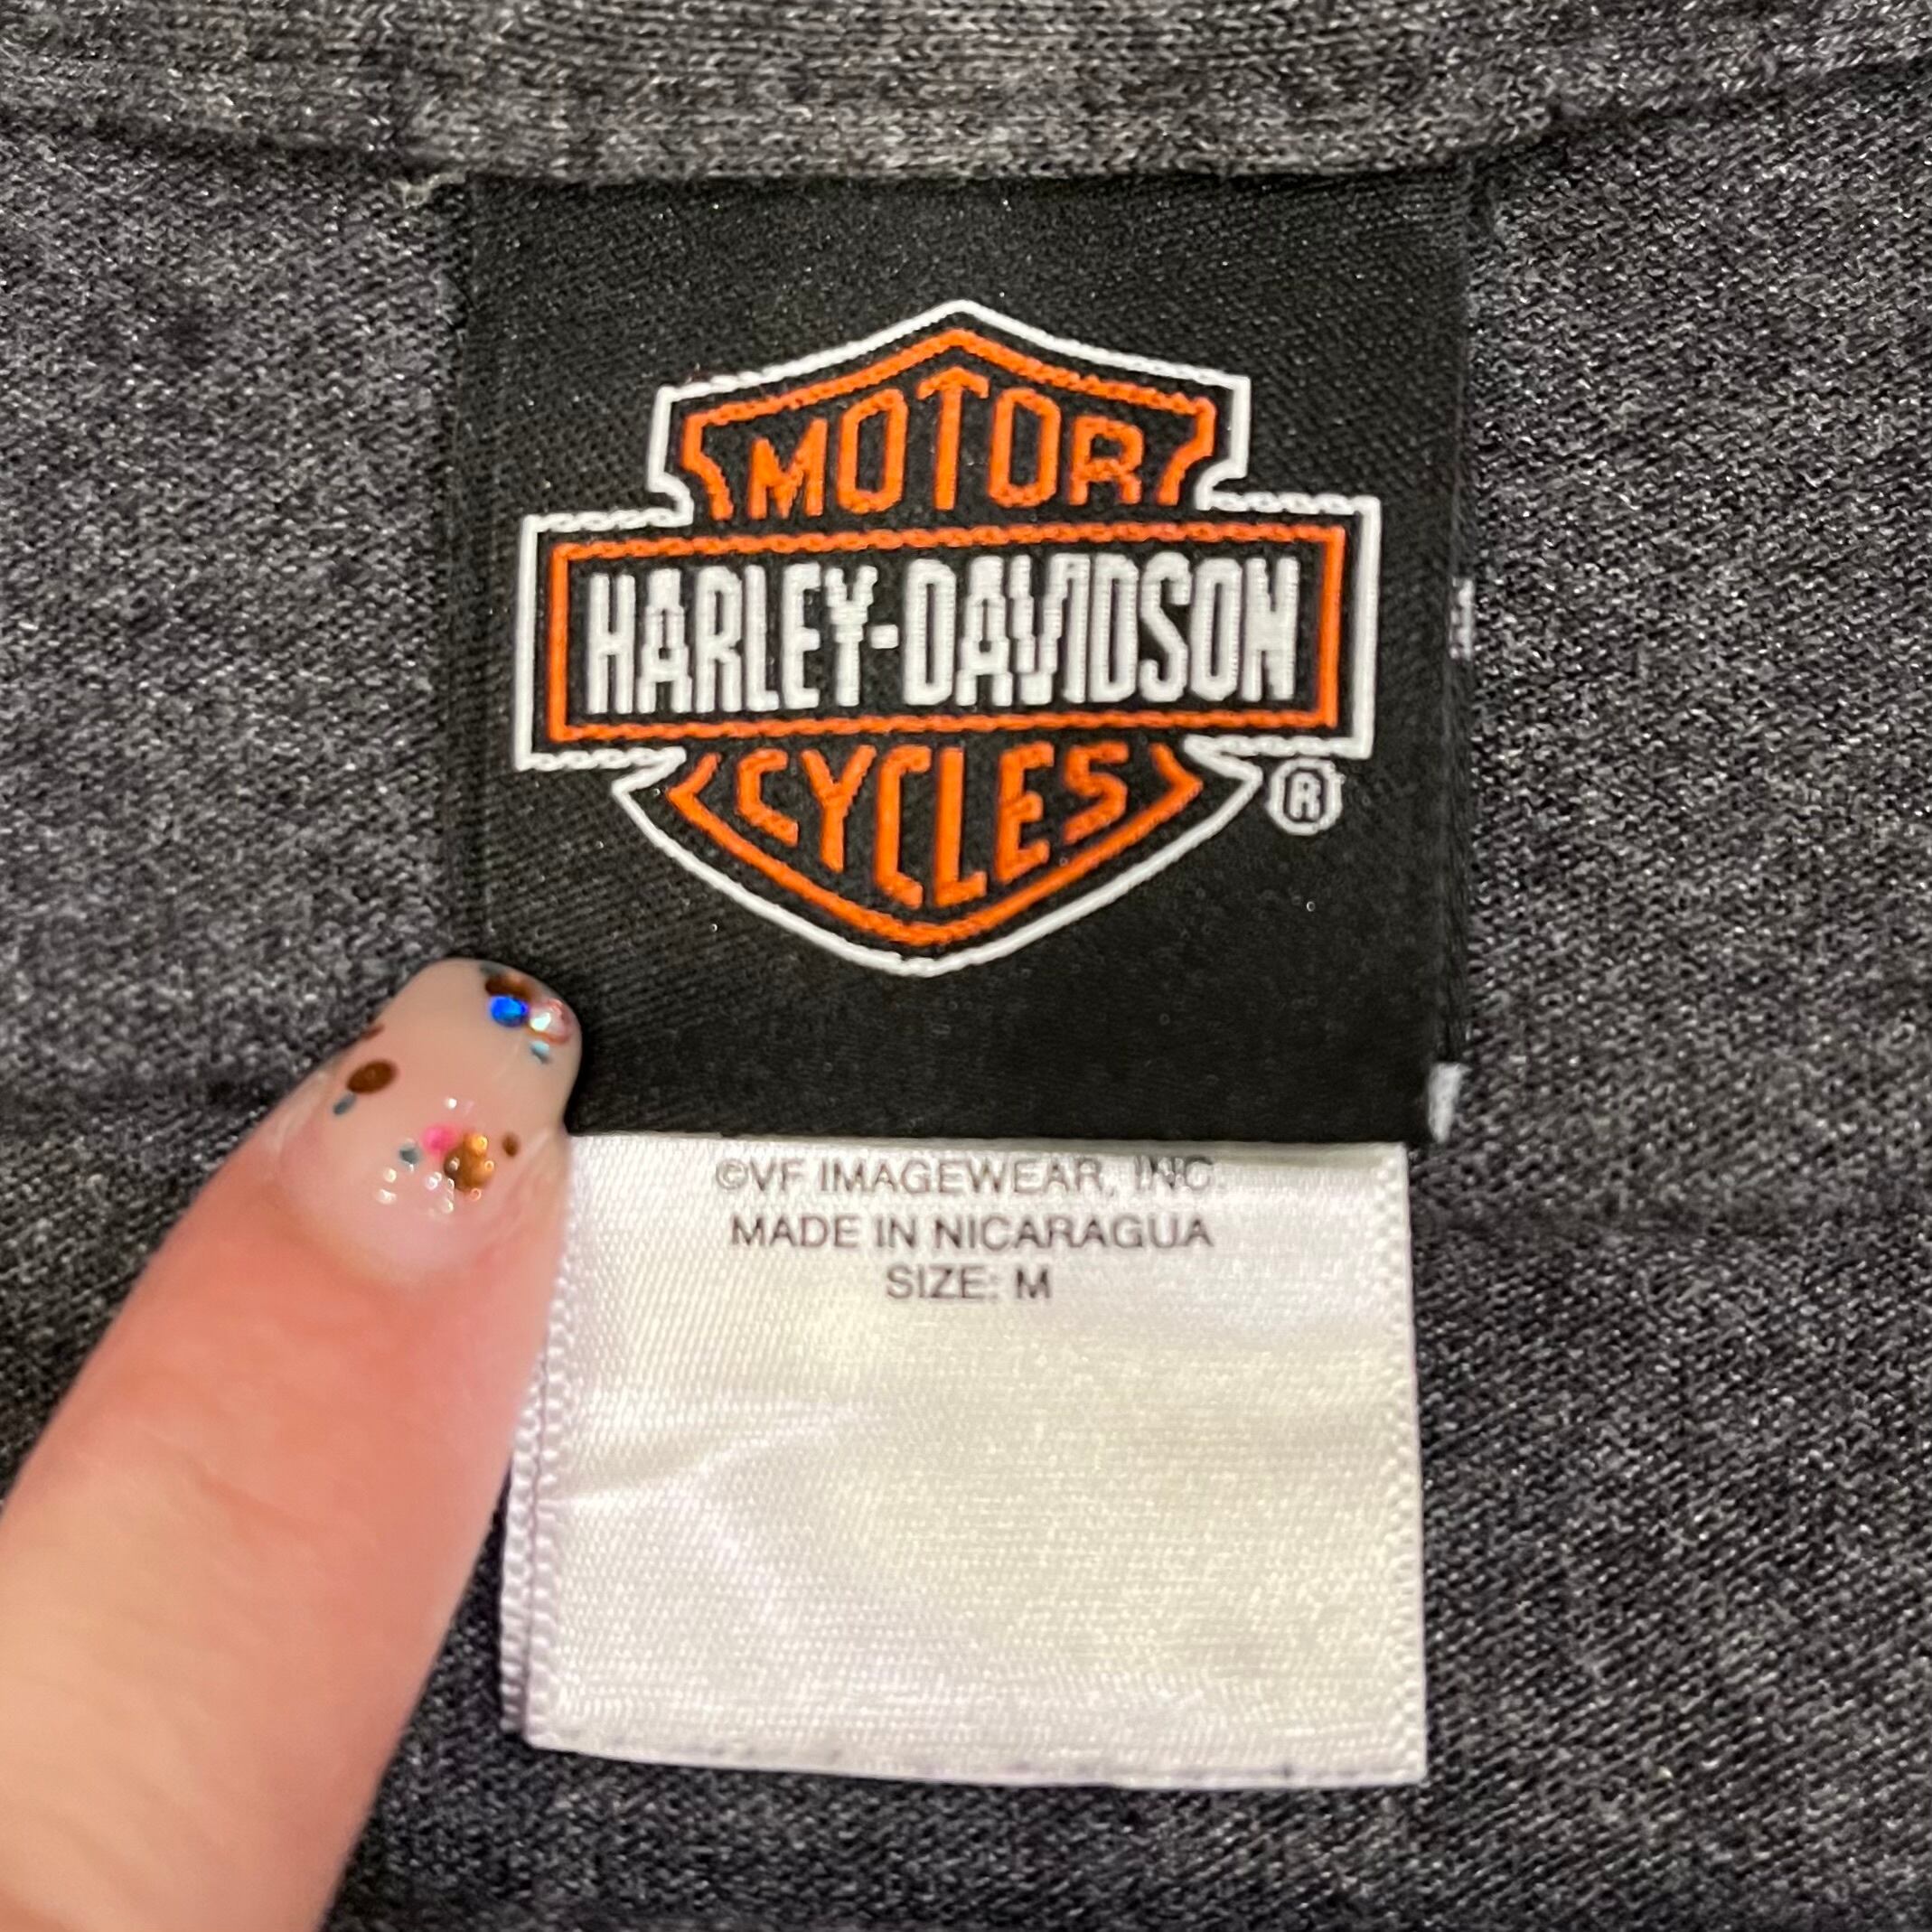 MOTOR
HARLEY-DAVIDSON
CYCLES
®
©VF IMAGEWEAR, INC.
MADE IN NICARAGUA
SIZE: M